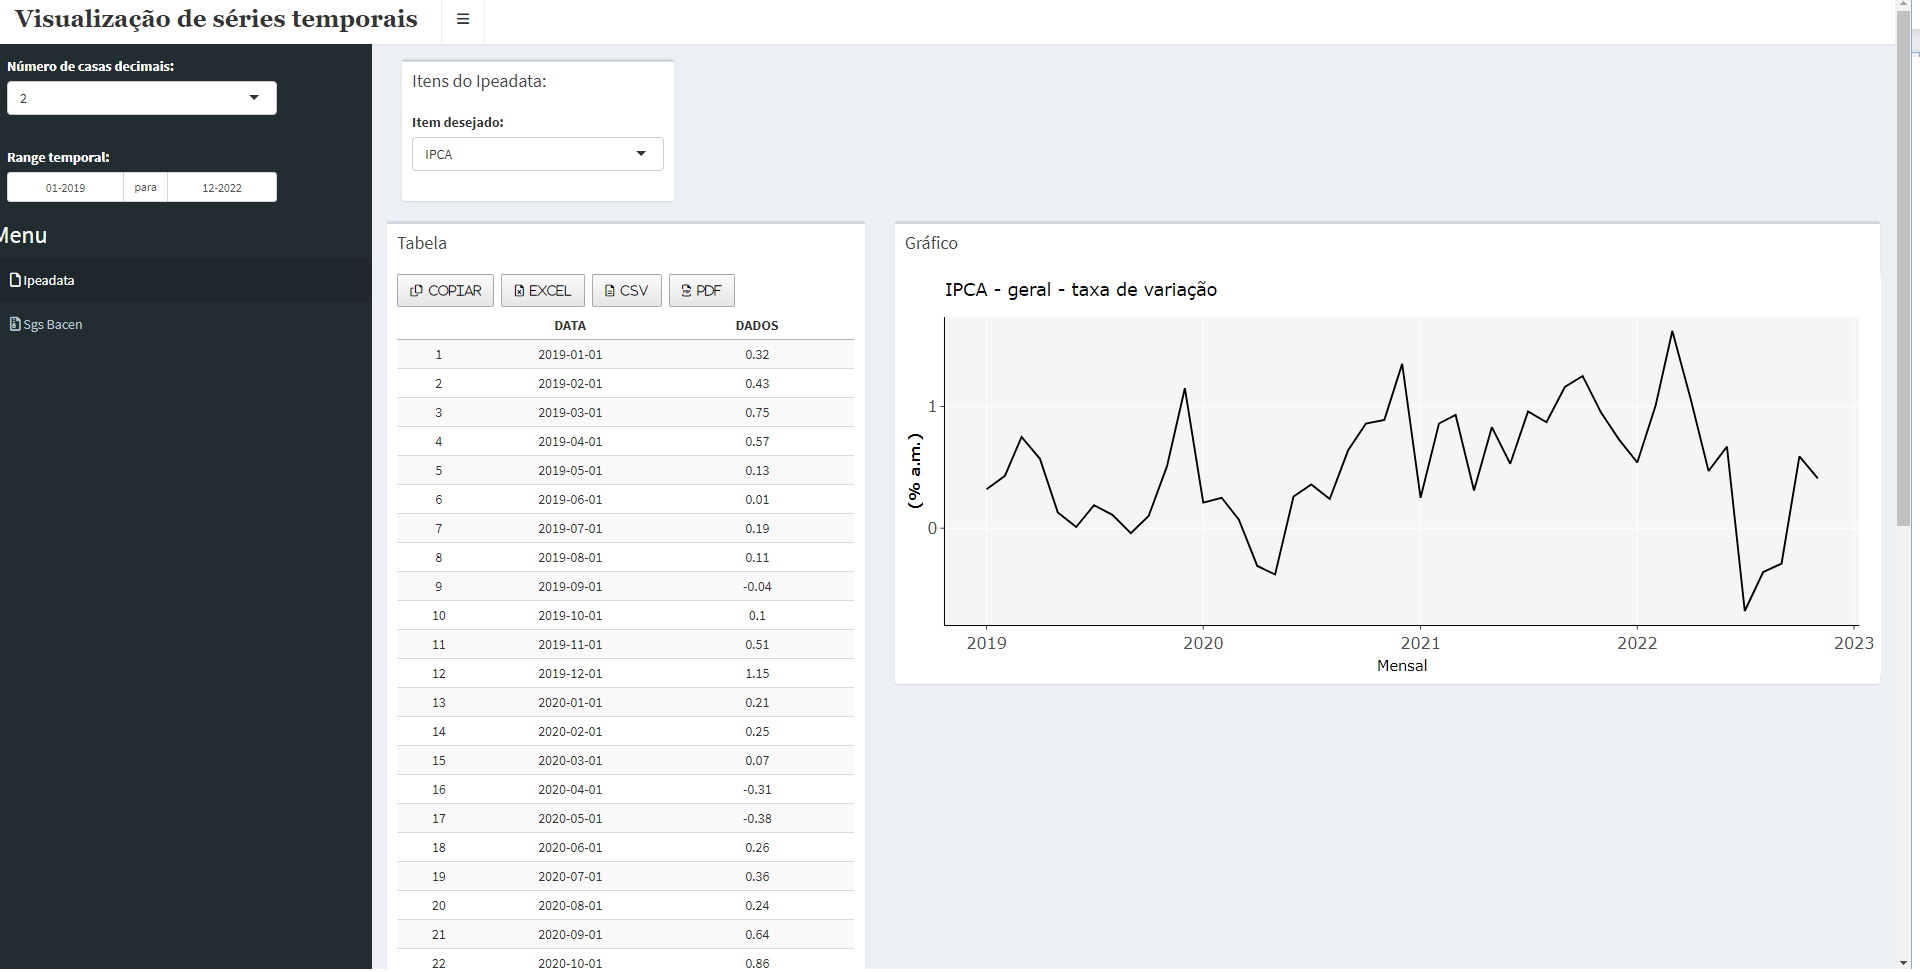 Visualização de séries temporais
Número de casas decimais:
2
Range temporal:
01-2019 para 12-2022
Menu
Ipeadata
Sgs Bacen
Itens do Ipeadata:
Item desejado:
IPCA
Tabela
COPIAR EXCEL CSV PDF
DATA DADOS
1 2019-01-01 0.32
2 2019-02-01 0.43
3 2019-03-01 0.75
4 2019-04-01 0.57
5 2019-05-01 0.13
6 2019-06-01 0.01
7 2019-07-01 0.19
8 2019-08-01 0.11
9 2019-09-01 -0.04
10 2019-10-01 0.1
11 2019-11-01 0.51
12 2019-12-01 1.15
13 2020-01-01 0.21
14 2020-02-01 0.25
15 2020-03-01 0.07
16 2020-04-01 -0.31
17 2020-05-01 -0.38
18 2020-06-01 0.26
19 2020-07-01 0.36
20 2020-08-01 0.24
21 2020-09-01 0.64
22 2020-10-01 0.86
Gráfico
IPCA - geral - taxa de variação
(% a.m.)
1
0
2019 2020 2021 2022 2023
Mensal